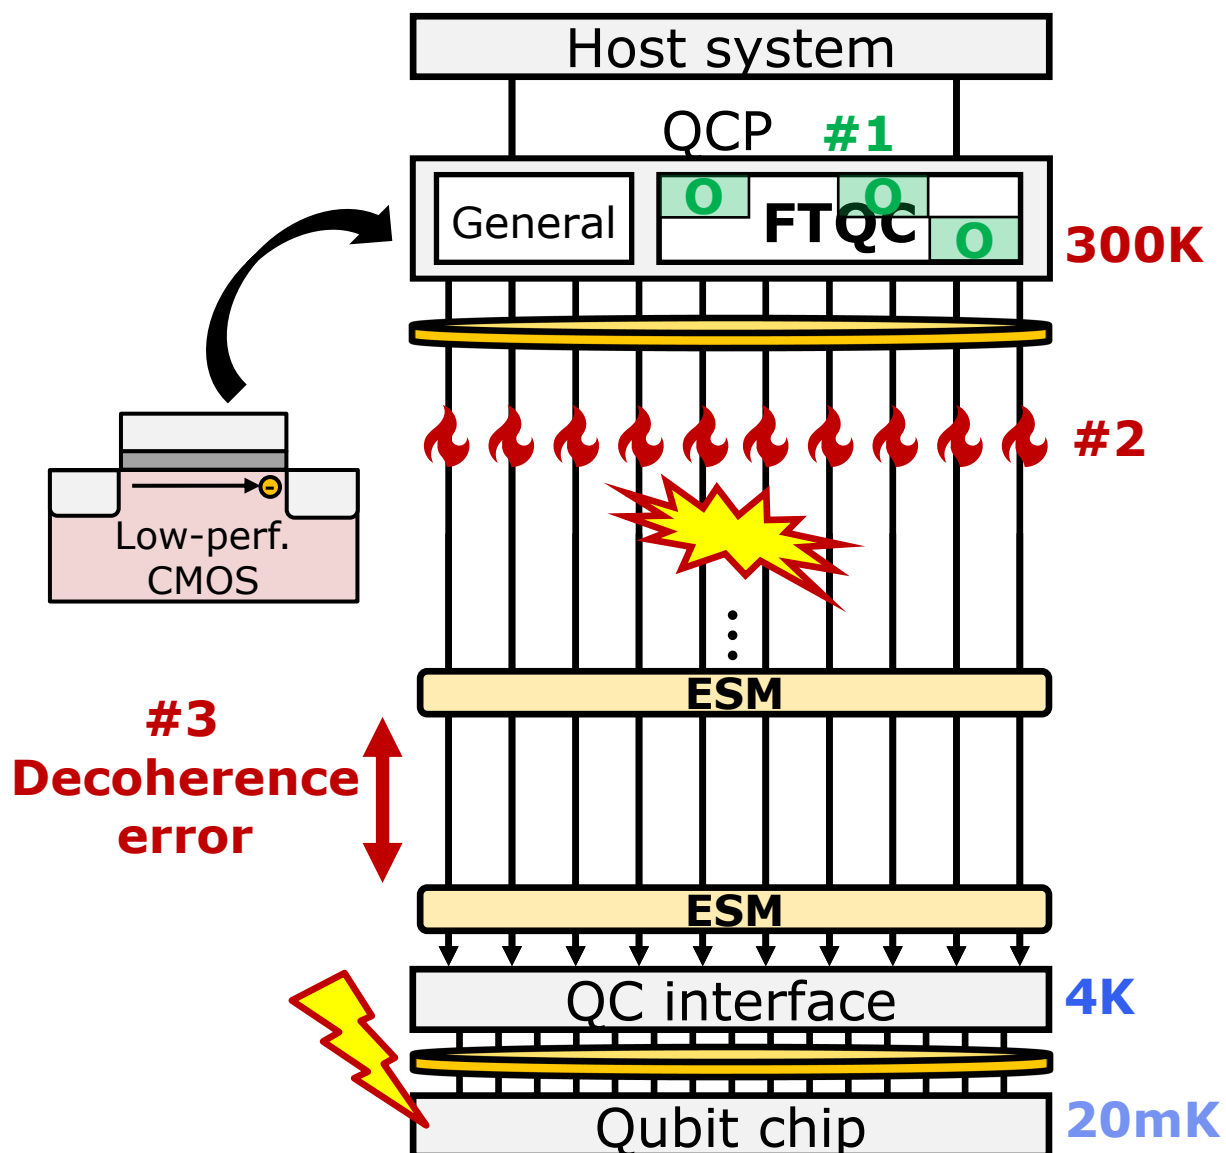 Host system
QCP #1
General
O
O
FTQC
O
300K
#2
-
Low-perf.
CMOS
ESM
#3
Decoherence
error
ESM
QC interface
4K
Qubit chip
20mK